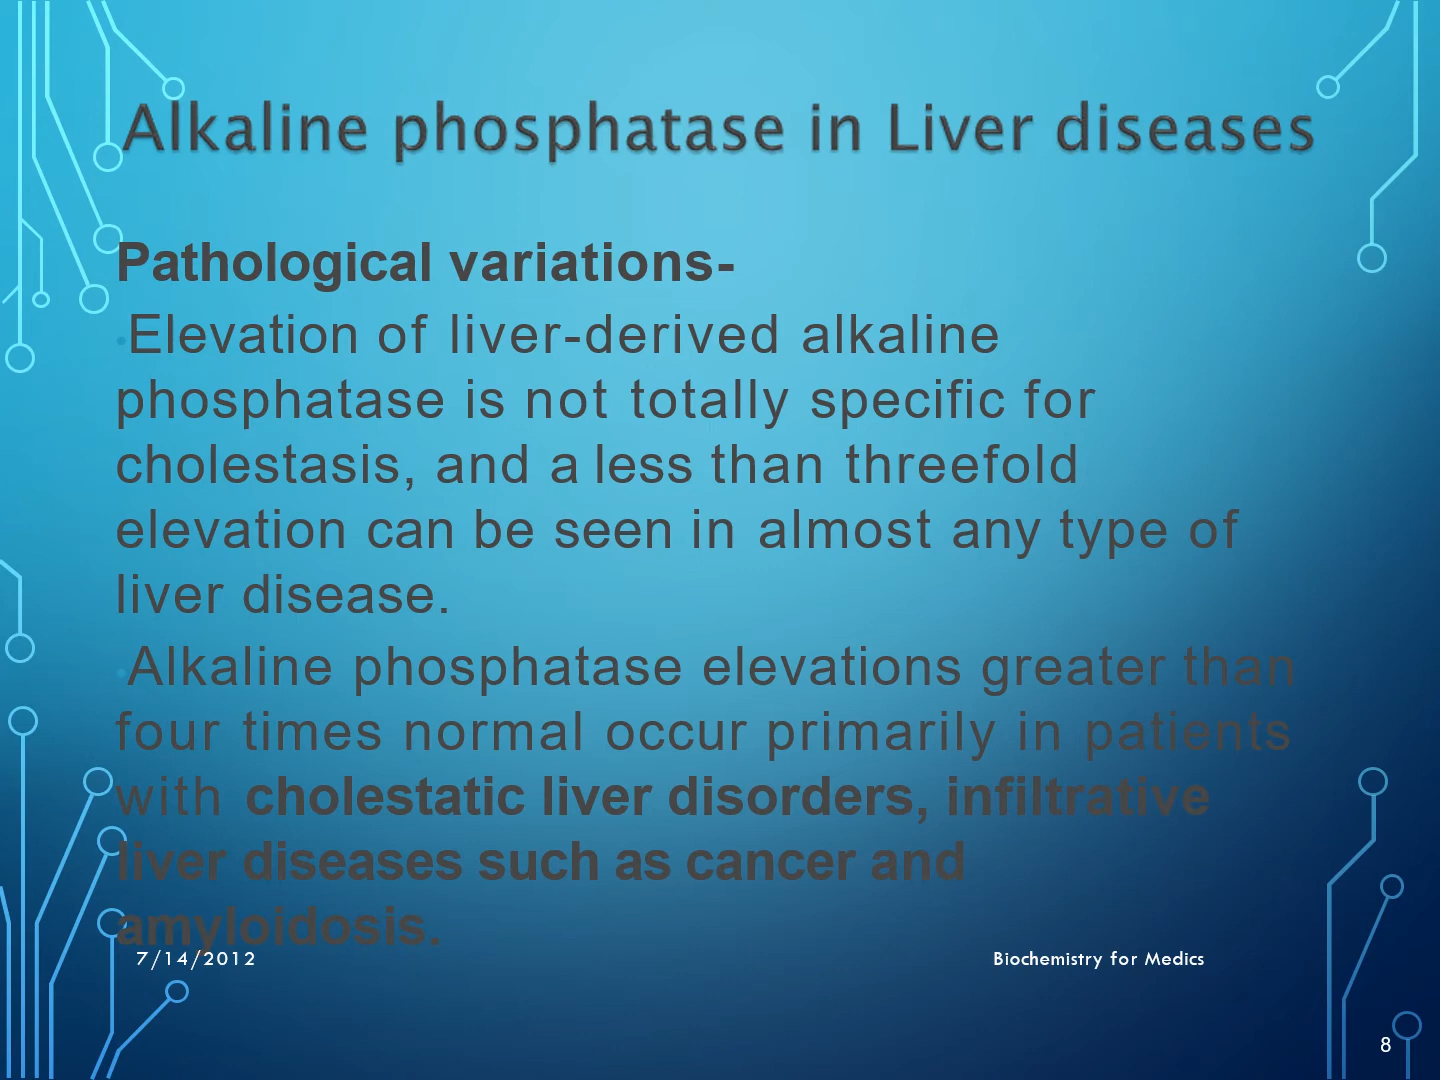 Alkaline phosphatase in Liver diseases
Pathological variations-
•Elevation of liver-derived alkaline
phosphatase is not totally specific for
cholestasis, and a less than threefold
elevation can be seen in almost any type of
liver disease.
•Alkaline phosphatase elevations greater than
four times normal occur primarily in patients
with cholestatic liver disorders, infiltrative
liver diseases such as cancer and
amyloidosis.
7/14/2012
Biochemistry for Medics
8